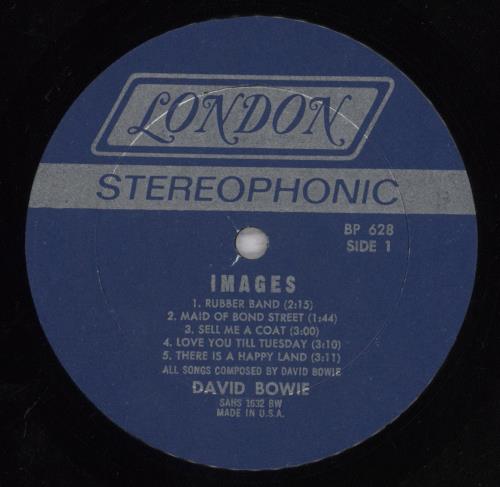 LONDON
STEREOPHONIC
BP 628
SIDE 1
IMAGES
1. RUBBER BAND (2:15)
2. MAID OF BOND STREET (1:44)
3. SELL ME A COAT (3:00)
4. LOVE YOU TILL TUESDAY (3:10)
5. THERE IS A HAPPY LAND (3:11)
ALL SONGS COMPOSED BY DAVID BOWIE
DAVID BOWIE
SAHS 1632 BW
MADE IN U.S.A.